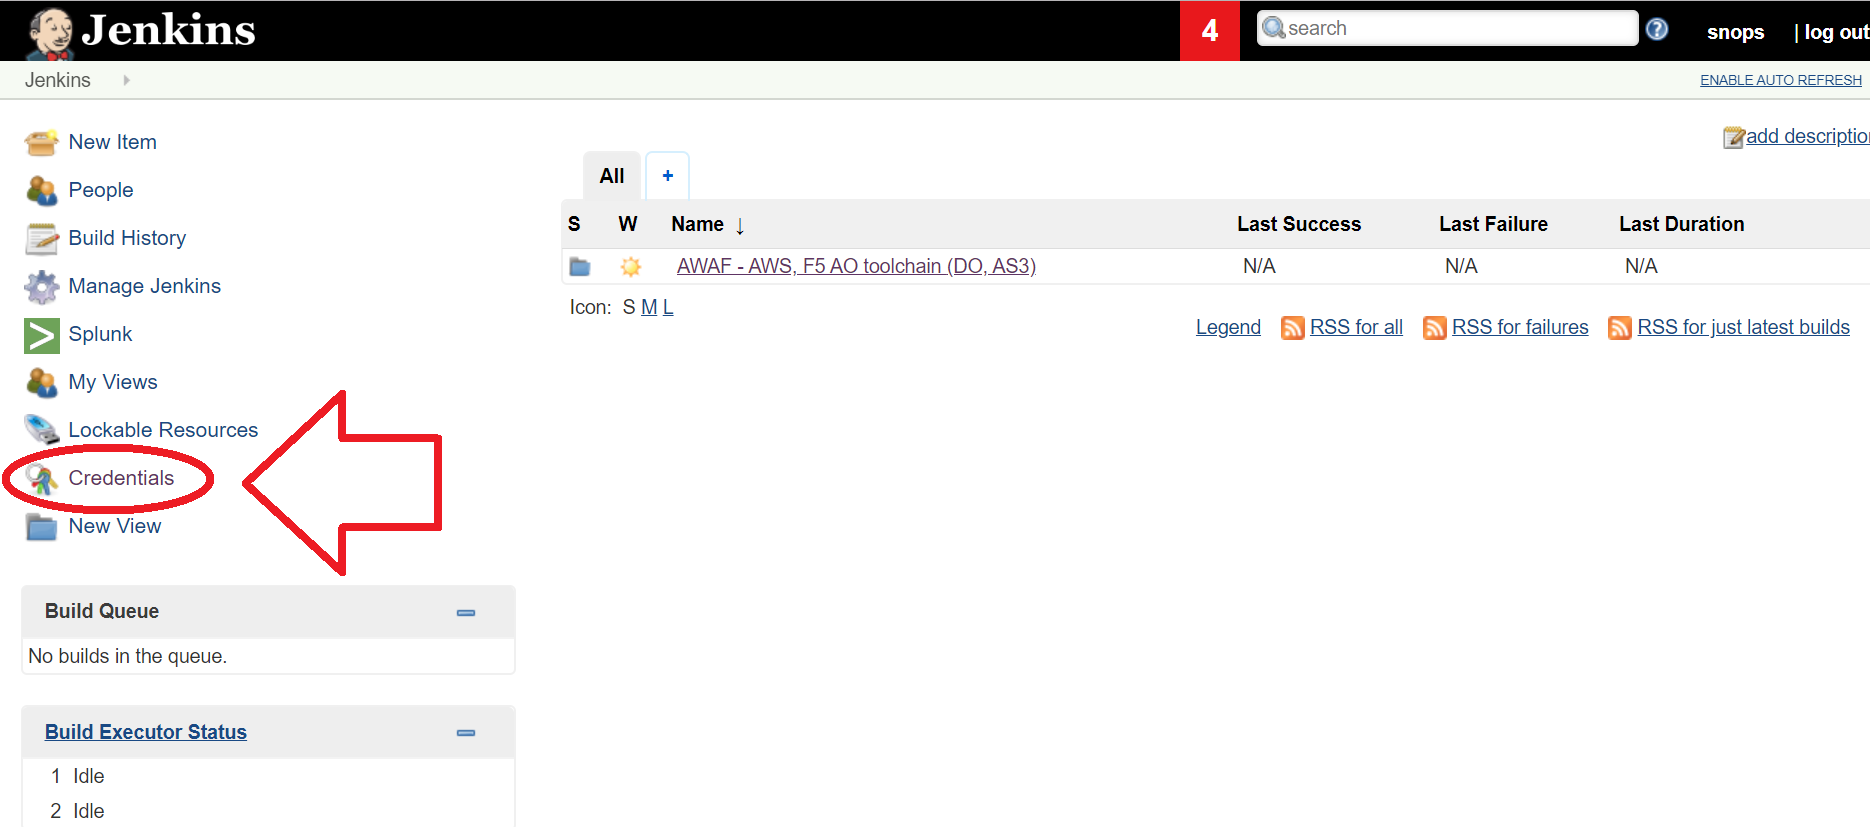 Jenkins
4
search
snops
| log out
Jenkins
ENABLE AUTO REFRESH
New Item
People
Build History
Manage Jenkins
Splunk
My Views
Lockable Resources
Credentials
New View
Build Queue
No builds in the queue.
Build Executor Status
1 Idle
2 Idle
add descriptio
All +
S W Name ↓ Last Success Last Failure Last Duration
AWAF - AWS, F5 AO toolchain (DO, AS3) N/A N/A N/A
Icon: S M L
Legend RSS for all RSS for failures RSS for just latest builds